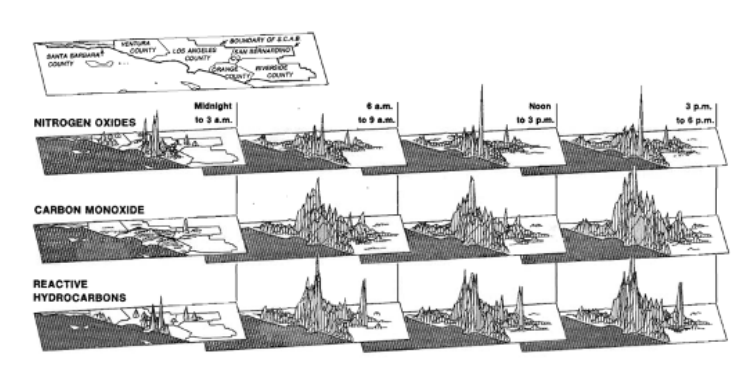 BOUNDARY OF S.C.A.B.
VENTURA COUNTY
SANTA BARBARA COUNTY
LOS ANGELES COUNTY
SAN BERNARDINO CO.
ORANGE COUNTY
RIVERSIDE COUNTY
Midnight to 3 a.m.
6 a.m. to 9 a.m.
Noon to 3 p.m.
3 p.m. to 6 p.m.
NITROGEN OXIDES
CARBON MONOXIDE
REACTIVE
HYDROCARBONS